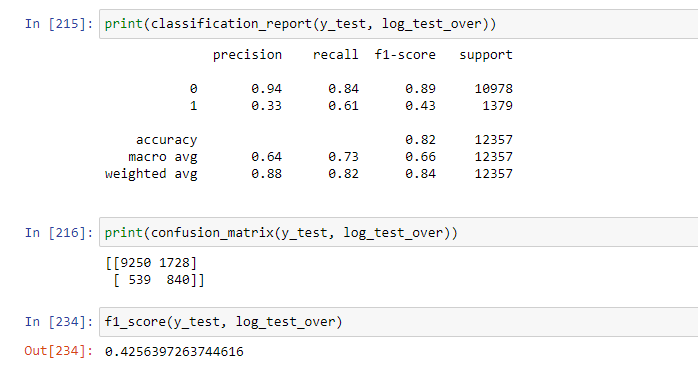 In [215]: print(classification_report(y_test, log_test_over))
precision recall f1-score support
0 0.94 0.84 0.89 10978
1 0.33 0.61 0.43 1379
accuracy 0.82 12357
macro avg 0.64 0.73 0.66 12357
weighted avg 0.88 0.82 0.84 12357
In [216]: print(confusion_matrix(y_test, log_test_over))
[[9250 1728]
[ 539 840]]
In [234]: f1_score(y_test, log_test_over)
Out[234]: 0.4256397263744616